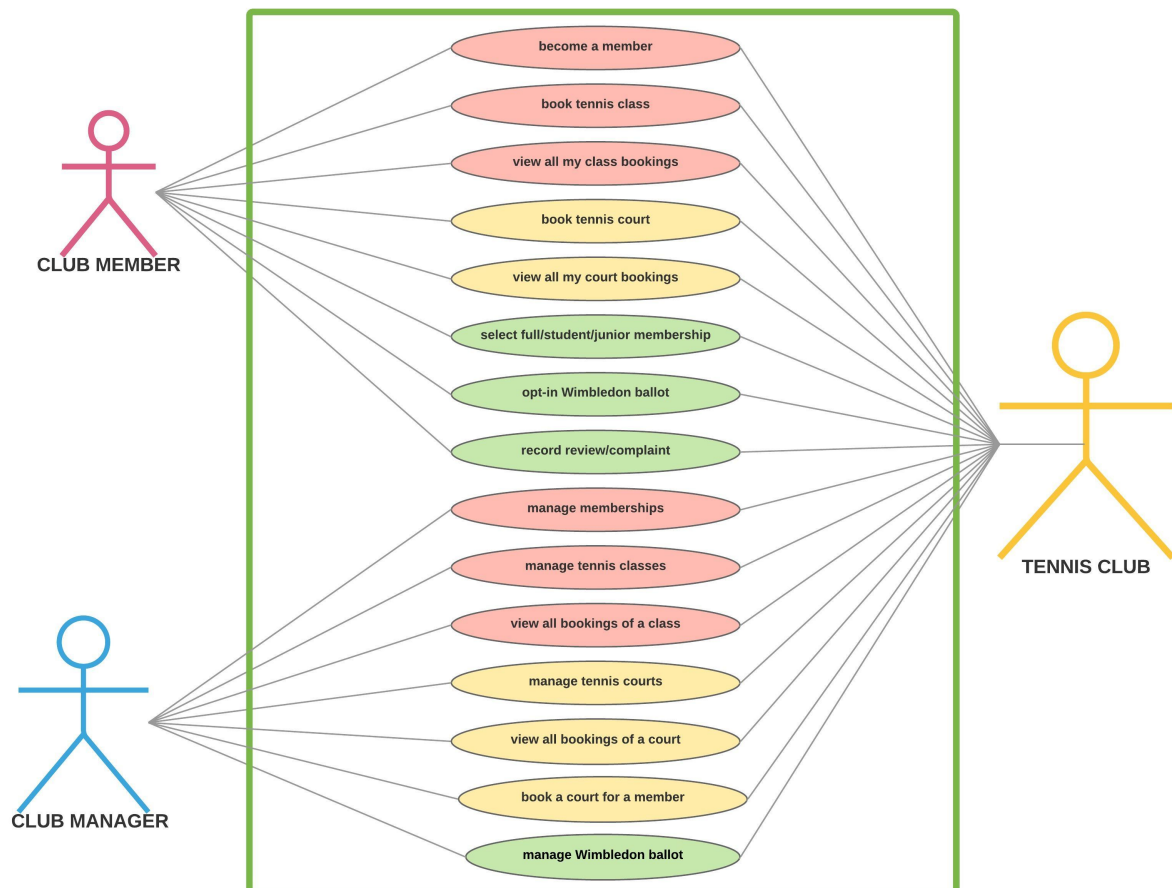 become a member
book tennis class
view all my class bookings
book tennis court
CLUB MEMBER
view all my court bookings
select full/student/junior membership
opt-in Wimbledon ballot
record review/complaint
manage memberships
manage tennis classes
TENNIS CLUB
view all bookings of a class
manage tennis courts
view all bookings of a court
book a court for a member
CLUB MANAGER
manage Wimbledon ballot